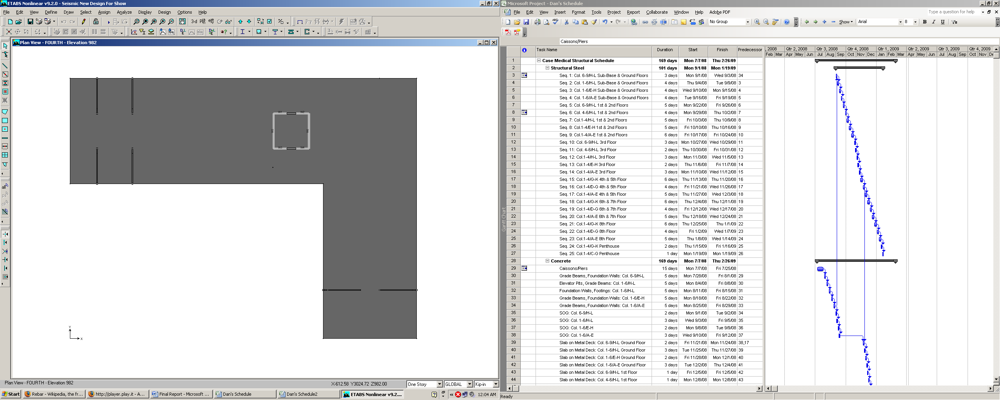 ETABS Nonlinear v9.2.0 - Seismic New Design For Show
File Edit View Define Draw Select Assign Analyze Display Design Options Help
3-d
Plan View - FOURTH - Elevation 982
W1 W2
W3 W4
Y
X
all
ps
clr
Plan View - FOURTH - Elevation 982
X-612.58 Y3024.72 Z982.00
One Story
GLOBAL
Kip-in
Start
Rebar - Wikipedia, the fr...
http://player.play.it - A...
Final Report - Microsoft ...
Dan's Schedule
Dan's Schedule2
ETABS Nonlinear v9.2....
12:04 AM
Microsoft Project - Dan's Schedule
File Edit View Insert Format Tools Project Report Collaborate Window Help Adobe PDF
Type a question for help
No Group
Show
Arial
8
B I U
Caissons/Piers
Task Name Duration Start Finish Predecessor
, 2008 Qtr 2, 2008 Qtr 3, 2008 Qtr 4, 2008 Qtr 1, 2009 Qtr 2, 2009 Qtr 3, 2009 Qtr 4, 2009
Feb Mar Apr May Jun Jul Aug Sep Oct Nov Dec Jan Feb Mar Apr May Jun Jul Aug Sep Oct Nov De
1 Case Medical Structural Schedule 169 days Mon 7/7/08 Thu 2/26/09
2 Structural Steel 101 days Mon 9/1/08 Mon 1/19/09
3 Seq. 1: Col. 6-9/H-L Sub-Base & Ground Floors 3 days Mon 9/1/08 Wed 9/3/08 34
4 Seq. 2: Col. 1-6/H-L Sub-Base & Ground Floors 4 days Thu 9/4/08 Tue 9/9/08 3
5 Seq. 3: Col. 1-6/E-H Sub-Base & Ground Floors 4 days Wed 9/10/08 Mon 9/15/08 4
6 Seq. 4: Col. 1-6/A-E Sub-Base & Ground Floors 4 days Tue 9/16/08 Fri 9/19/08 5
7 Seq. 5: Col. 6-9/H-L 1st & 2nd Floors 5 days Mon 9/22/08 Fri 9/26/08 6
8 Seq. 6: Col. 4-6/H-L 1st & 2nd Floors 4 days Mon 9/29/08 Thu 10/2/08 7
9 Seq. 7: Col.1-4/H-L 1st & 2nd Floors 5 days Fri 10/3/08 Thu 10/9/08 8
10 Seq. 8: Col.1-4/E-H 1st & 2nd Floors 5 days Fri 10/10/08 Thu 10/16/08 9
11 Seq. 9: Col.1-4/A-E 1st & 2nd Floors 6 days Fri 10/17/08 Fri 10/24/08 10
12 Seq. 10: Col. 6-9/H-L 3rd Floor 3 days Mon 10/27/08 Wed 10/29/08 11
13 Seq. 11: Col. 4-6/H-L 3rd Floor 2 days Thu 10/30/08 Fri 10/31/08 12
14 Seq. 12: Col.1-4/H-L 3rd Floor 3 days Mon 11/3/08 Wed 11/5/08 13
15 Seq. 13: Col.1-4/E-H 3rd Floor 2 days Thu 11/6/08 Fri 11/7/08 14
16 Seq. 14: Col.1-4/A-E 3rd Floor 3 days Mon 11/10/08 Wed 11/12/08 15
17 Seq. 15: Col.1-4/G-K 4th & 5th Floor 6 days Thu 11/13/08 Thu 11/20/08 16
18 Seq. 16: Col.1-4/D-G 4th & 5th Floor 4 days Fri 11/21/08 Wed 11/26/08 17
19 Seq. 17: Col.1-4/A-E 4th & 5th Floor 5 days Thu 11/27/08 Wed 12/3/08 18
20 Seq. 18: Col.1-4/G-K 6th & 7th Floor 6 days Thu 12/4/08 Thu 12/11/08 19
21 Seq. 19: Col.1-4/D-G 6th & 7th Floor 4 days Fri 12/12/08 Wed 12/17/08 20
22 Seq. 20: Col.1-4/A-E 6th & 7th Floor 5 days Thu 12/18/08 Wed 12/24/08 21
23 Seq. 21: Col.1-4/G-K 8th Floor 6 days Thu 12/25/08 Thu 1/1/09 22
24 Seq. 22: Col.1-4/D-G 8th Floor 4 days Fri 1/2/09 Wed 1/7/09 23
25 Seq. 23: Col.1-4/A-E 8th Floor 5 days Thu 1/8/09 Wed 1/14/09 24
26 Seq. 24: Col.1-4/G-K Penthouse 2 days Thu 1/15/09 Fri 1/16/09 25
27 Seq. 25: Col.1-4/C-G Penthouse 1 day Mon 1/19/09 Mon 1/19/09 26
28 Concrete 169 days Mon 7/7/08 Thu 2/26/09
29 Caissons/Piers 15 days Mon 7/7/08 Fri 7/25/08
30 Grade Beams, Foundation Walls: Col. 6-9/H-L 5 days Mon 7/28/08 Fri 8/1/08 29
31 Elevator Pits, Grade Beams: Col. 1-6/H-L 5 days Mon 8/4/08 Fri 8/8/08 30
32 Foundation Walls, Footings: Col. 1-6/H-L 5 days Mon 8/11/08 Fri 8/15/08 31
33 Grade Beams, Foundation Walls: Col. 1-6/E-H 5 days Mon 8/18/08 Fri 8/22/08 32
34 Grade Beams, Foundation Walls: Col. 1-6/A-E 5 days Mon 8/25/08 Fri 8/29/08 33
35 SOG: Col. 6-9/H-L 2 days Mon 9/1/08 Tue 9/2/08 34
36 SOG: Col. 1-6/H-L 3 days Wed 9/3/08 Fri 9/5/08 35
37 SOG: Col. 1-6/E-H 2 days Mon 9/8/08 Tue 9/9/08 36
38 SOG: Col. 1-6/A-E 3 days Wed 9/10/08 Fri 9/12/08 37
39 Slab on Metal Deck: Col. 6-9/H-L Ground Floor 2 days Fri 11/21/08 Mon 11/24/08 38,17
40 Slab on Metal Deck: Col. 1-6/H-L Ground Floor 3 days Tue 11/25/08 Thu 11/27/08 39
41 Slab on Metal Deck: Col. 1-6/E-H Ground Floor 2 days Fri 11/28/08 Mon 12/1/08 40
42 Slab on Metal Deck: Col. 1-6/A-E Ground Floor 3 days Tue 12/2/08 Thu 12/4/08 41
43 Slab on Metal Deck: Col. 6-9/H-L 1st Floor 1 day Fri 12/5/08 Fri 12/5/08 42
44 Slab on Metal Deck: Col. 4-6/H-L 1st Floor 1 day Mon 12/8/08 Mon 12/8/08 43
Gantt Chart
Ready